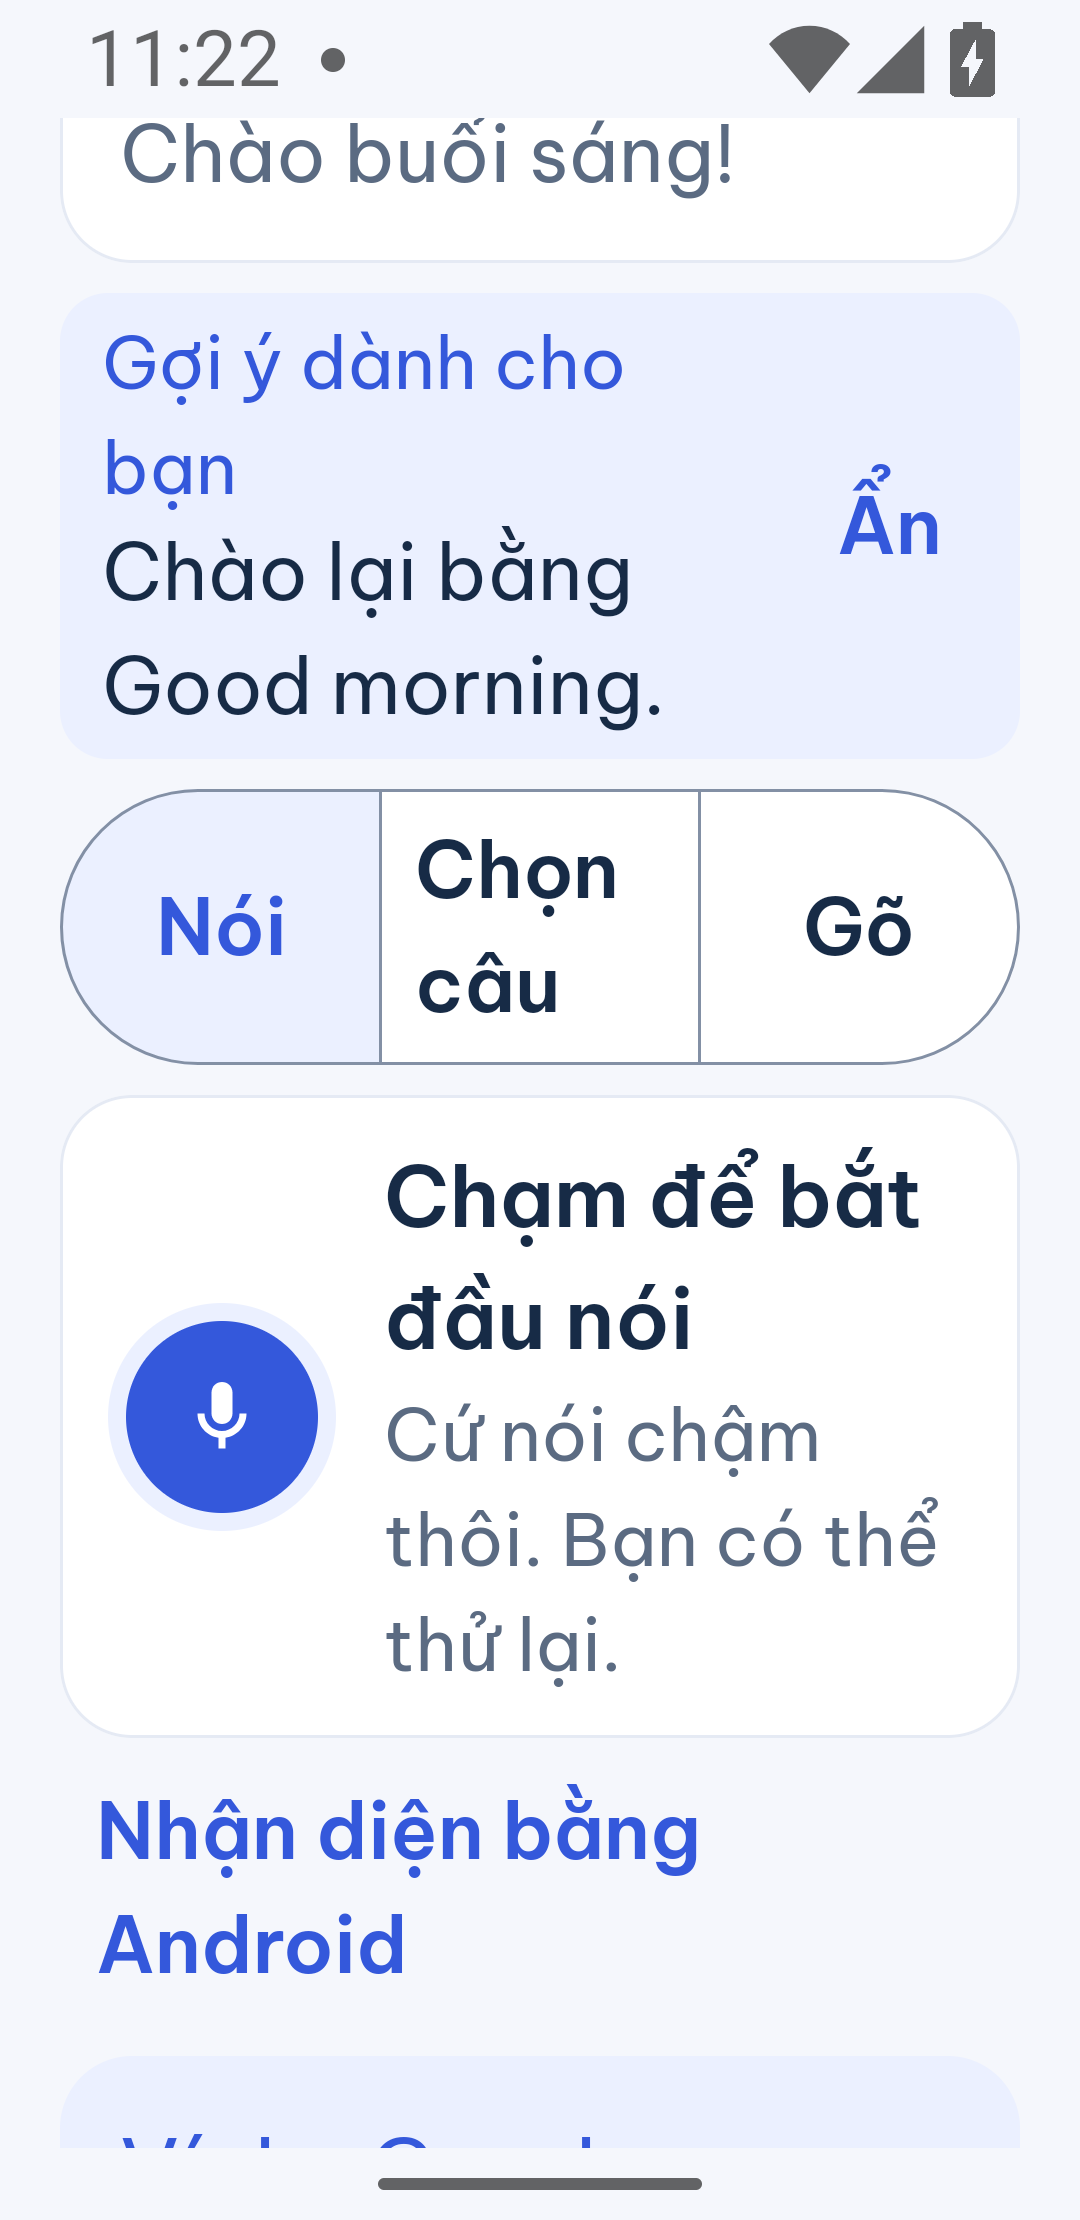 11:22
Chào buổi sáng!
Gợi ý dành cho
bạn
Chào lại bằng
Good morning.
Ẩn
Nói
Chọn
câu
Gõ
Chạm để bắt
đầu nói
Cứ nói chậm
thôi. Bạn có thể
thử lại.
Nhận diện bằng
Android